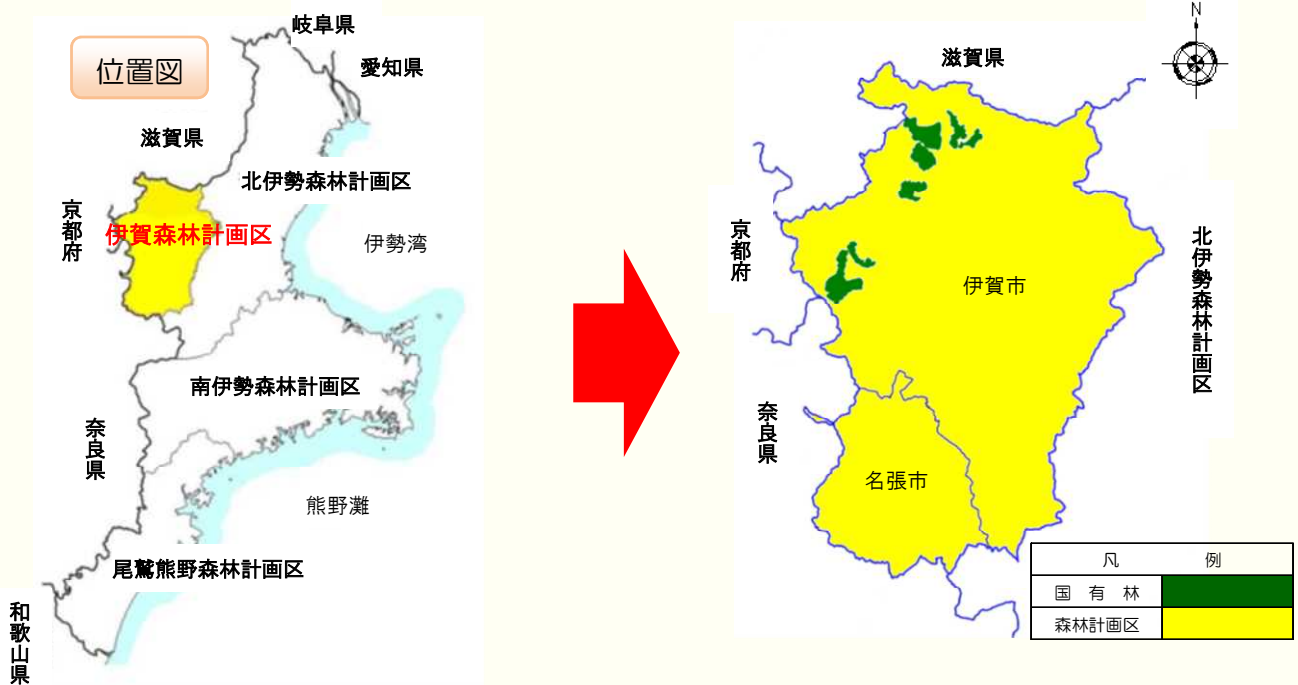 位置図
岐阜県
愛知県
滋賀県
北伊勢森林計画区
京都府
伊賀森林計画区
伊勢湾
南伊勢森林計画区
奈良県
熊野灘
尾鷲熊野森林計画区
和歌山県
N
滋賀県
京都府
伊賀市
北伊勢森林計画区
奈良県
名張市
凡 例
国 有 林
森林計画区